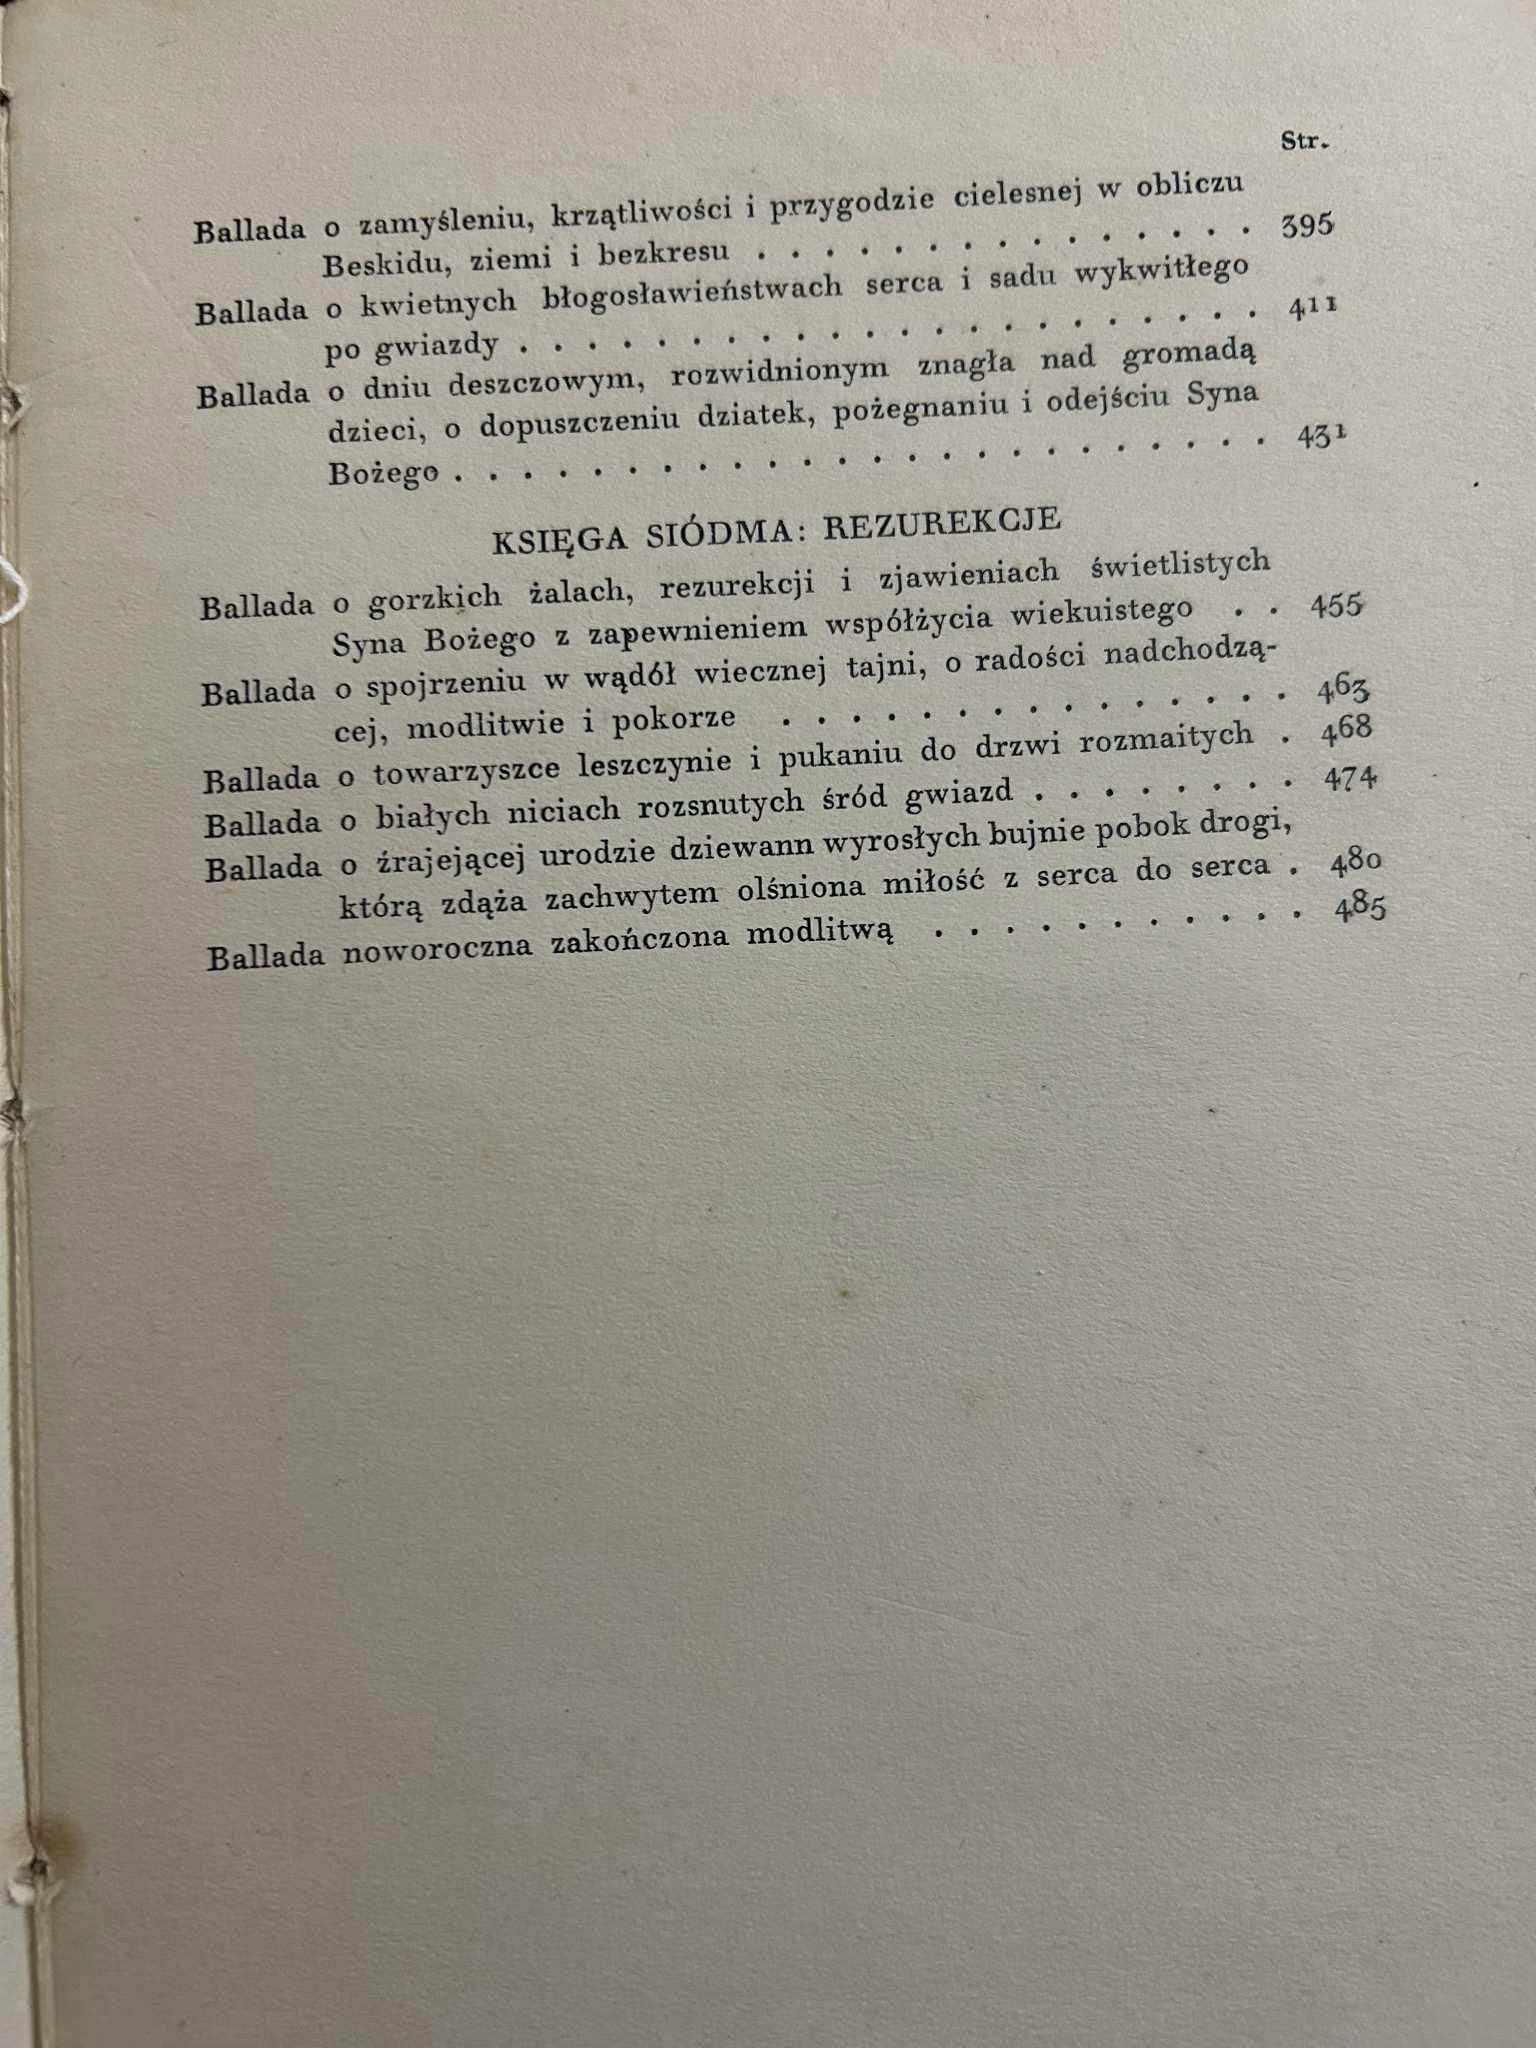 Str.
Ballada o zamyśleniu, krzątliwości i przygodzie cielesnej w obliczu
Beskidu, ziemi i bezkresu . . . . . . . . . . . . . . . 395
Ballada o kwietnych błogosławieństwach serca i sadu wykwitłego
po gwiazdy . . . . . . . . . . . . . . . . . . . . . . 411
Ballada o dniu deszczowym, rozwidnionym znagła nad gromadą
dzieci, o dopuszczeniu dziatek, pożegnaniu i odejściu Syna
Bożego . . . . . . . . . . . . . . . . . . . . . . . . 431
KSIĘGA SIÓDMA: REZUREKCJE
Ballada o gorzkich żalach, rezurekcji i zjawieniach świetlistych
Syna Bożego z zapewnieniem współżycia wiekuistego . . 455
Ballada o spojrzeniu w wądół wiecznej tajni, o radości nadchodzą-
cej, modlitwie i pokorze . . . . . . . . . . . . . . . 463
Ballada o towarzyszce leszczynie i pukaniu do drzwi rozmaitych . 468
Ballada o białych niciach rozsnutych śród gwiazd . . . . . . . . 474
Ballada o źrajejącej urodzie dziewann wyrosłych bujnie pobok drogi,
którą zdąża zachwytem olśniona miłość z serca do serca . 480
Ballada noworoczna zakończona modlitwą . . . . . . . . . . . 485